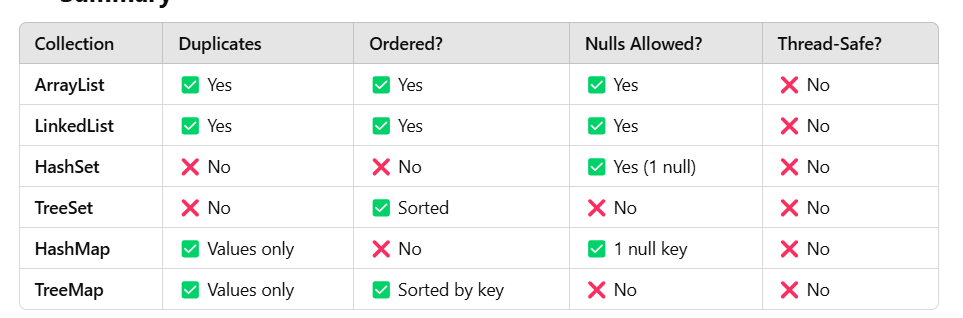 Summary
Collection Duplicates Ordered? Nulls Allowed? Thread-Safe?
ArrayList ✅ Yes ✅ Yes ✅ Yes ❌ No
LinkedList ✅ Yes ✅ Yes ✅ Yes ❌ No
HashSet ❌ No ❌ No ✅ Yes (1 null) ❌ No
TreeSet ❌ No ✅ Sorted ❌ No ❌ No
HashMap ✅ Values only ❌ No ✅ 1 null key ❌ No
TreeMap ✅ Values only ✅ Sorted by key ❌ No ❌ No